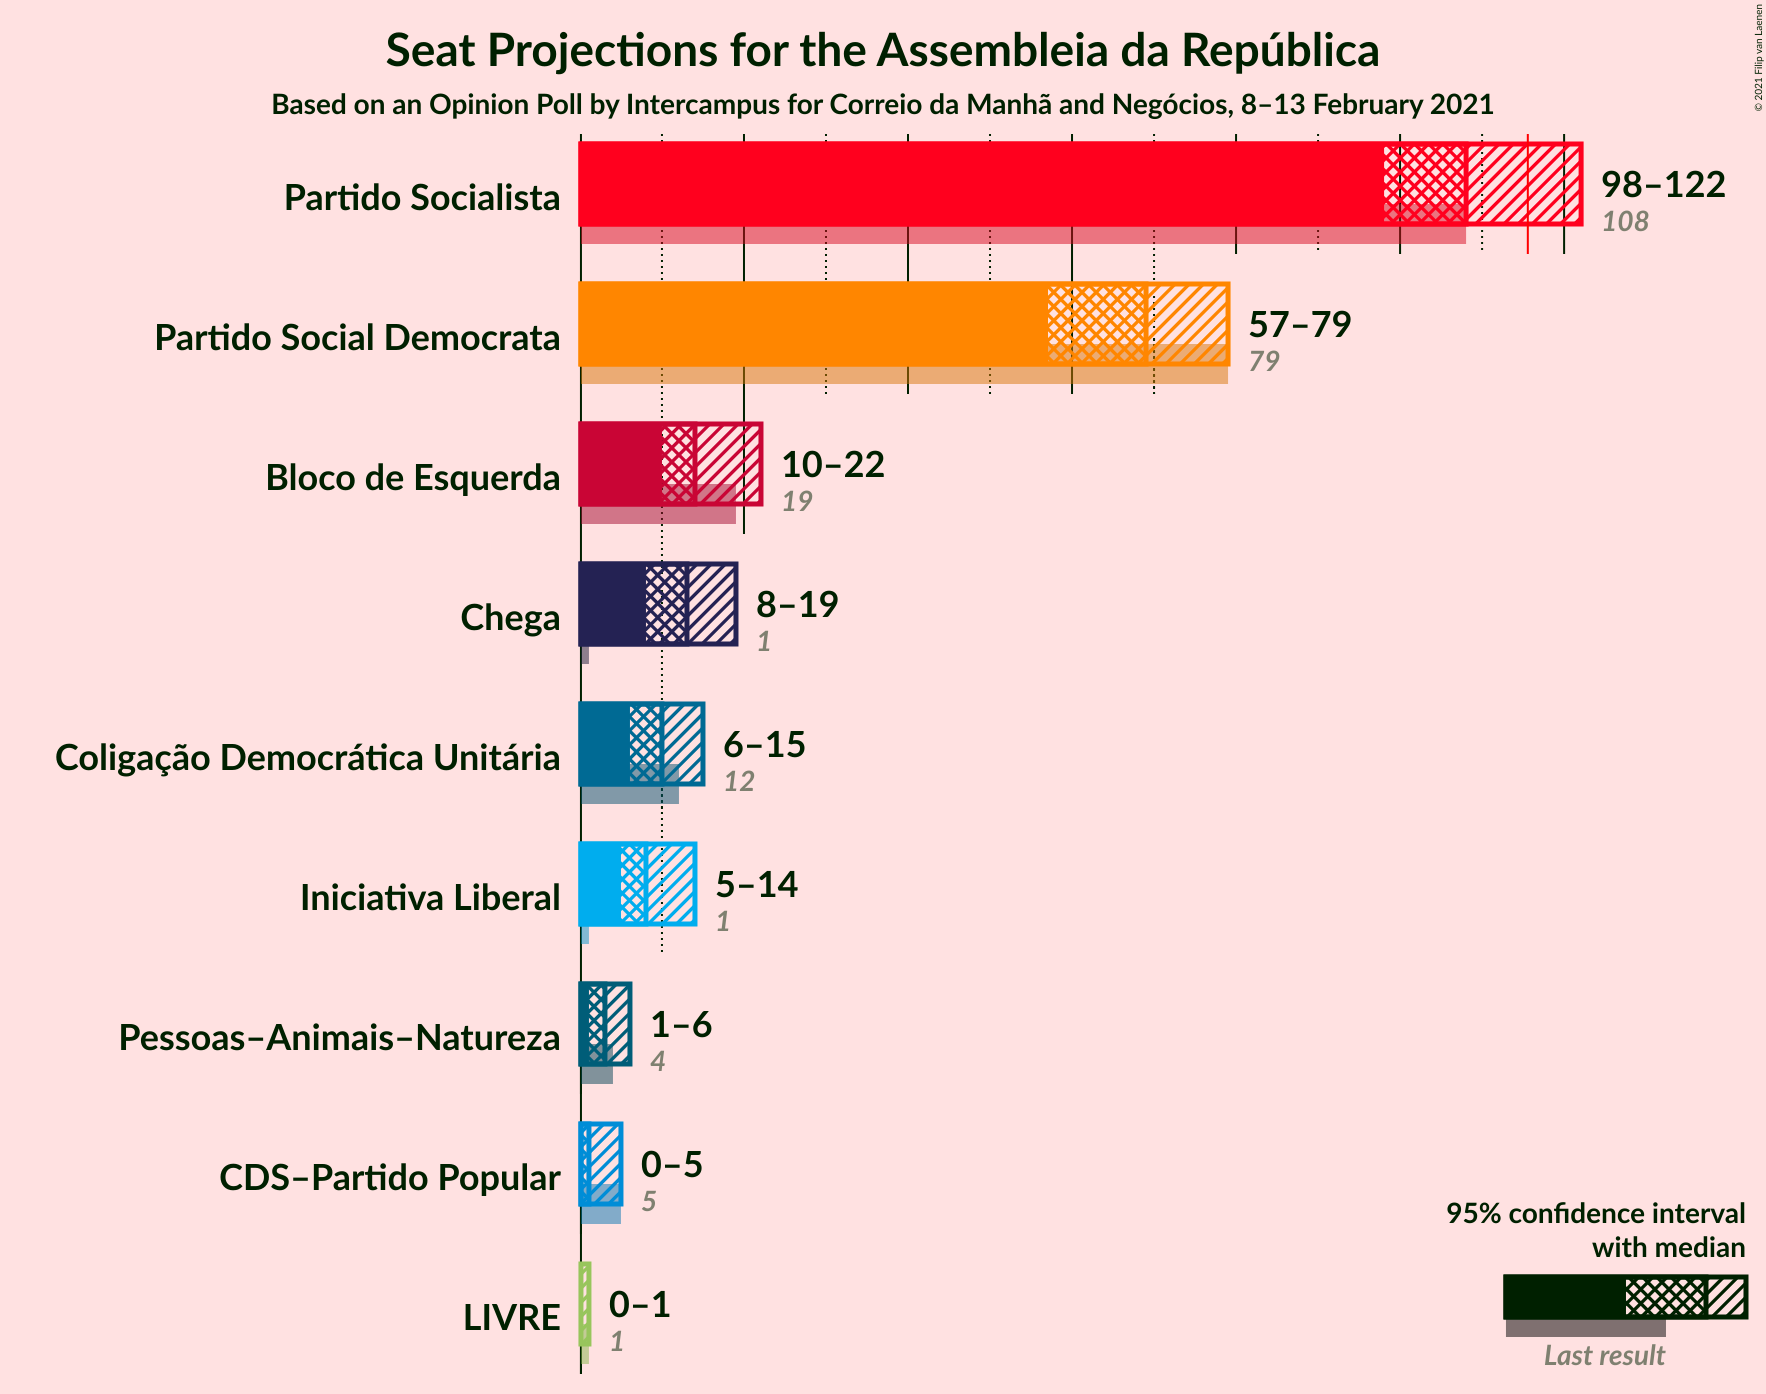 Seat Projections for the Assembleia da República
Based on an Opinion Poll by Intercampus for Correio da Manhã and Negócios, 8–13 February 2021
© 2021 Filip van Laenen
Partido Socialista
98–122
108
Partido Social Democrata
57–79
79
Bloco de Esquerda
10–22
19
Chega
8–19
1
Coligação Democrática Unitária
6–15
12
Iniciativa Liberal
5–14
1
Pessoas–Animais–Natureza
1–6
4
CDS–Partido Popular
0–5
5
LIVRE
0–1
1
95% confidence interval
with median
Last result